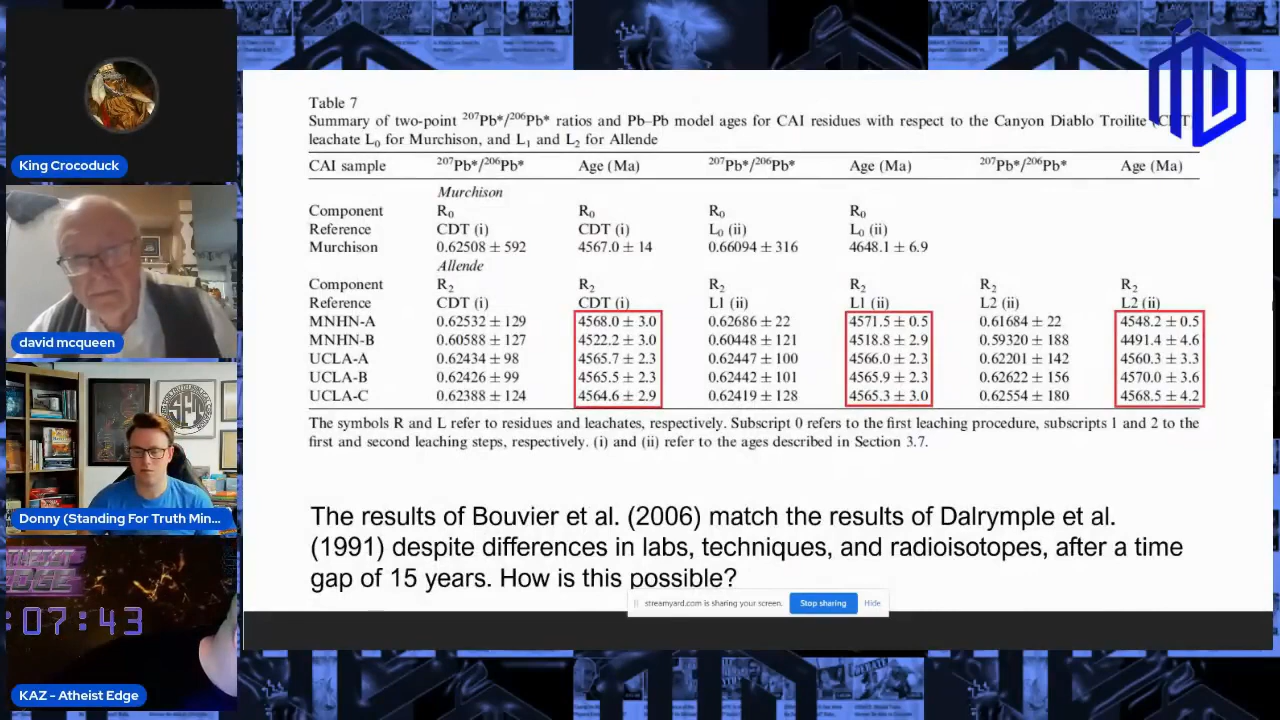 Table 7
Summary of two-point ²⁰⁷Pb*/²⁰⁶Pb* ratios and Pb–Pb model ages for CAI residues with respect to the Canyon Diablo Troilite
leachate L₀ for Murchison, and L₁ and L₂ for Allende
CAI sample ²⁰⁷Pb*/²⁰⁶Pb* Age (Ma) ²⁰⁷Pb*/²⁰⁶Pb* Age (Ma) ²⁰⁷Pb*/²⁰⁶Pb* Age (Ma)
Murchison
Component R₀ R₀ R₀ R₀
Reference CDT (i) CDT (i) L₀ (ii) L₀ (ii)
Murchison 0.62508 ± 592 4567.0 ± 14 0.66094 ± 316 4648.1 ± 6.9
Allende
Component R₂ R₂ R₂ R₂ R₂ R₂
Reference CDT (i) CDT (i) L1 (ii) L1 (ii) L2 (ii) L2 (ii)
MNHN-A 0.62532 ± 129 4568.0 ± 3.0 0.62686 ± 22 4571.5 ± 0.5 0.61684 ± 22 4548.2 ± 0.5
MNHN-B 0.60588 ± 127 4522.2 ± 3.0 0.60448 ± 121 4518.8 ± 2.9 0.59320 ± 188 4491.4 ± 4.6
UCLA-A 0.62434 ± 98 4565.7 ± 2.3 0.62447 ± 100 4566.0 ± 2.3 0.62201 ± 142 4560.3 ± 3.3
UCLA-B 0.62426 ± 99 4565.5 ± 2.3 0.62442 ± 101 4565.9 ± 2.3 0.62622 ± 156 4570.0 ± 3.6
UCLA-C 0.62388 ± 124 4564.6 ± 2.9 0.62419 ± 128 4565.3 ± 3.0 0.62554 ± 180 4568.5 ± 4.2
The symbols R and L refer to residues and leachates, respectively. Subscript 0 refers to the first leaching procedure, subscripts 1 and 2 to the
first and second leaching steps, respectively. (i) and (ii) refer to the ages described in Section 3.7.
The results of Bouvier et al. (2006) match the results of Dalrymple et al.
(1991) despite differences in labs, techniques, and radioisotopes, after a time
gap of 15 years. How is this possible?
streamyard.com is sharing your screen. Stop sharing Hide
King Crocoduck
david mcqueen
SFT
Donny (Standing For Truth Min...
:07:43
KAZ - Atheist Edge